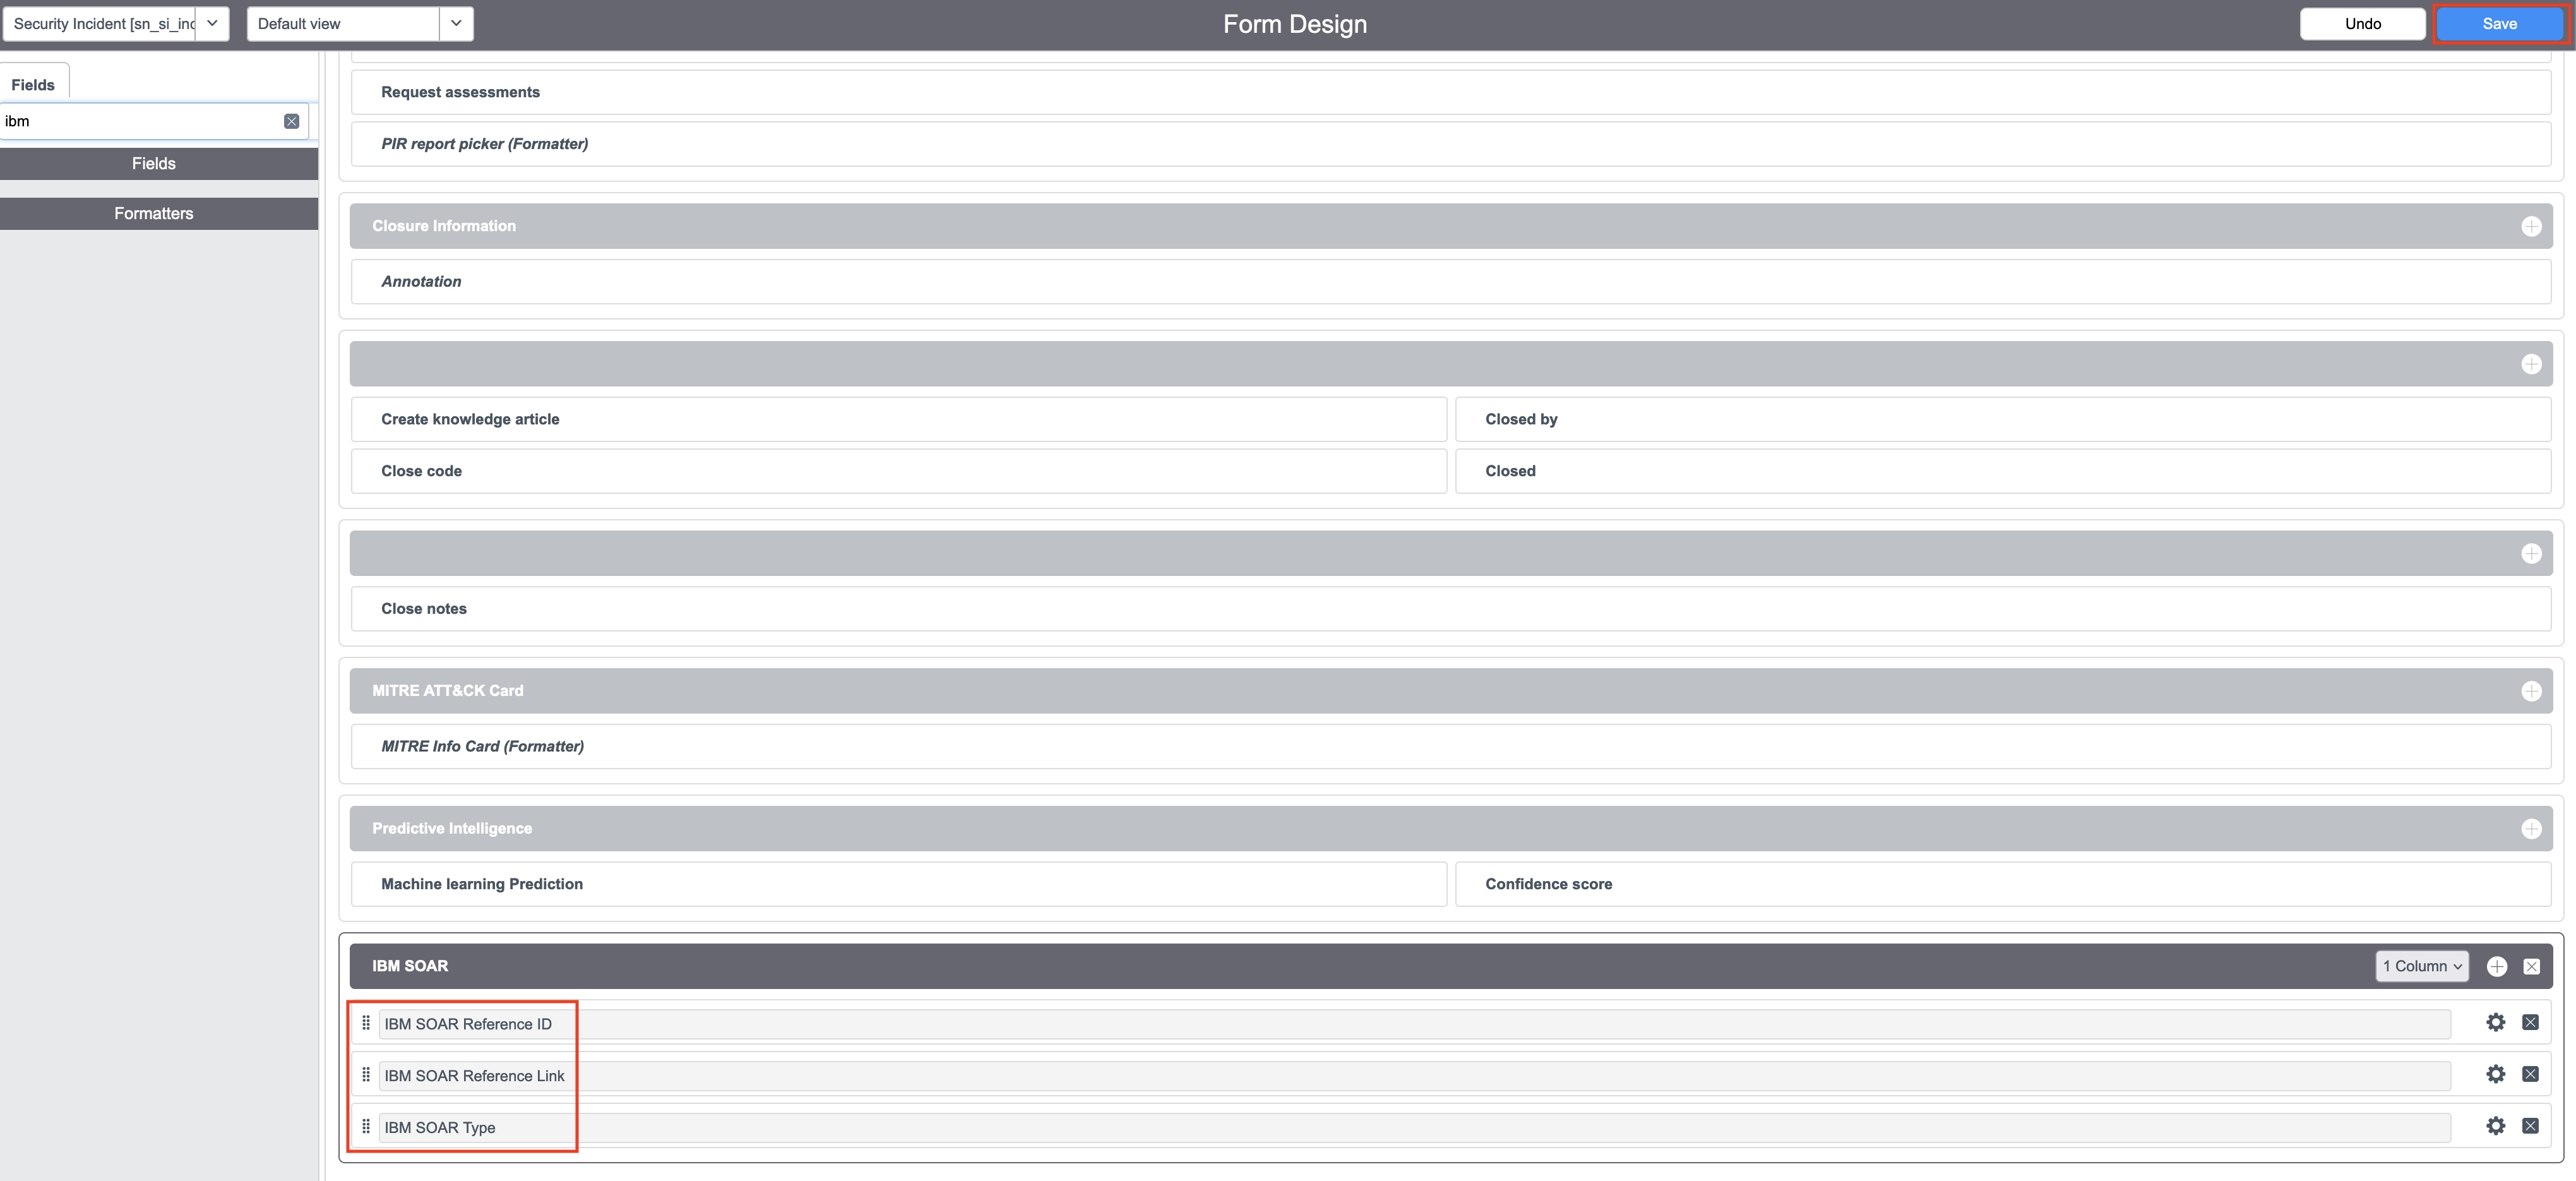 Security Incident [sn_si_inc
Default view
Form Design
Undo
Save
Fields
ibm
Fields
Formatters
Request assessments
PIR report picker (Formatter)
Closure Information
Annotation
Create knowledge article
Closed by
Close code
Closed
Close notes
MITRE ATT&CK Card
MITRE Info Card (Formatter)
Predictive Intelligence
Machine learning Prediction
Confidence score
IBM SOAR
1 Column
IBM SOAR Reference ID
IBM SOAR Reference Link
IBM SOAR Type